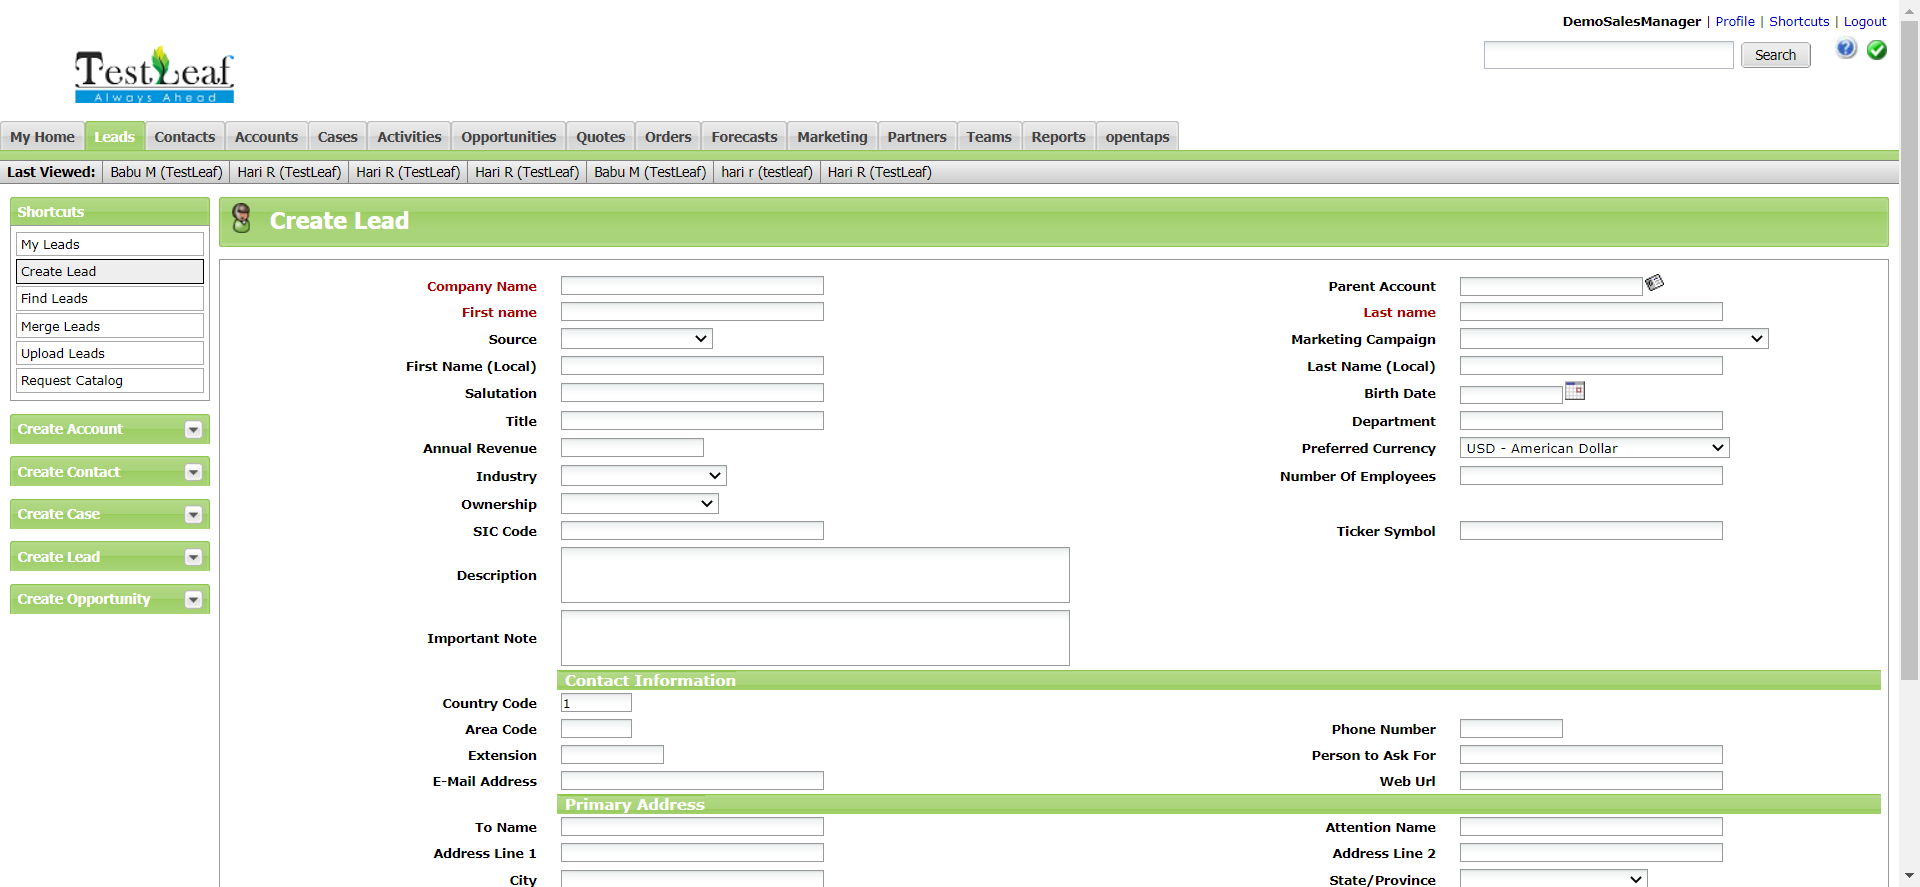 DemoSalesManager | Profile | Shortcuts | Logout
TestLeaf
Always Ahead
Search
My Home Leads Contacts Accounts Cases Activities Opportunities Quotes Orders Forecasts Marketing Partners Teams Reports opentaps
Last Viewed: Babu M (TestLeaf) Hari R (TestLeaf) Hari R (TestLeaf) Hari R (TestLeaf) Babu M (TestLeaf) hari r (testleaf) Hari R (TestLeaf)
Shortcuts
My Leads
Create Lead
Find Leads
Merge Leads
Upload Leads
Request Catalog
Create Account
Create Contact
Create Case
Create Lead
Create Opportunity
Create Lead
Company Name Parent Account
First name Last name
Source Marketing Campaign
First Name (Local) Last Name (Local)
Salutation Birth Date
Title Department
Annual Revenue Preferred Currency USD - American Dollar
Industry Number Of Employees
Ownership
SIC Code Ticker Symbol
Description
Important Note
Contact Information
Country Code 1
Area Code Phone Number
Extension Person to Ask For
E-Mail Address Web Url
Primary Address
To Name Attention Name
Address Line 1 Address Line 2
City State/Province